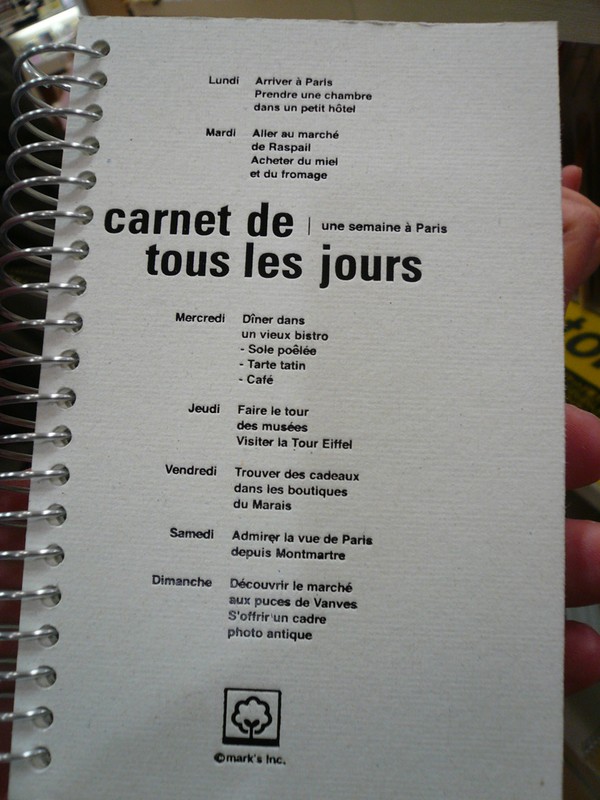 Lundi Arriver à Paris
Prendre une chambre
dans un petit hôtel
Mardi Aller au marché
de Raspail
Acheter du miel
et du fromage
carnet de | une semaine à Paris
tous les jours
Mercredi Dîner dans
un vieux bistro
- Sole poêlée
- Tarte tatin
- Café
Jeudi Faire le tour
des musées
Visiter la Tour Eiffel
Vendredi Trouver des cadeaux
dans les boutiques
du Marais
Samedi Admirer la vue de Paris
depuis Montmartre
Dimanche Découvrir le marché
aux puces de Vanves
S'offrir un cadre
photo antique
©mark's Inc.